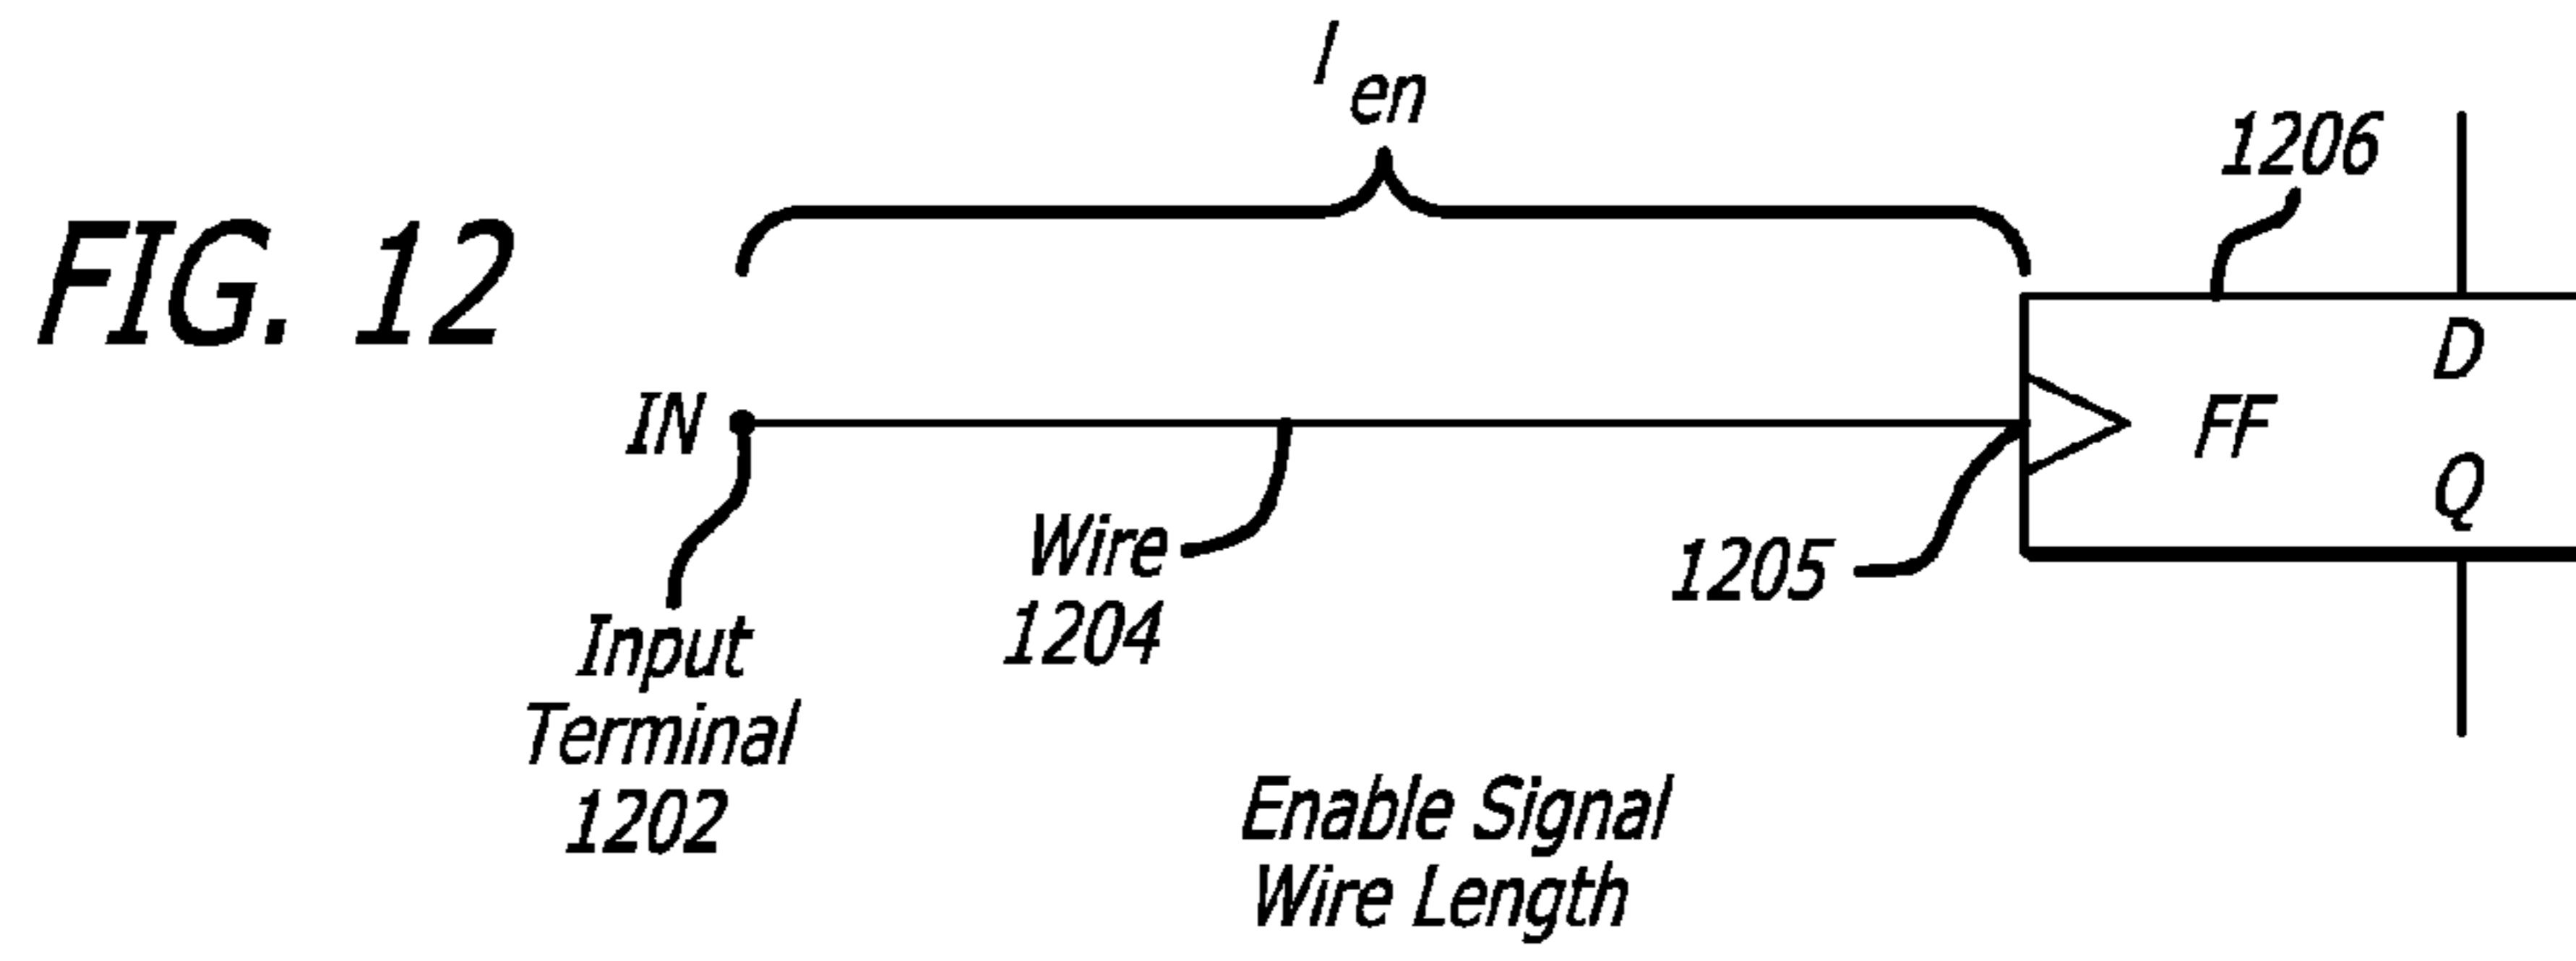 FIG. 12
l en
1206
D
IN
FF
Q
Wire
1204
1205
Input
Terminal
1202
Enable Signal
Wire Length